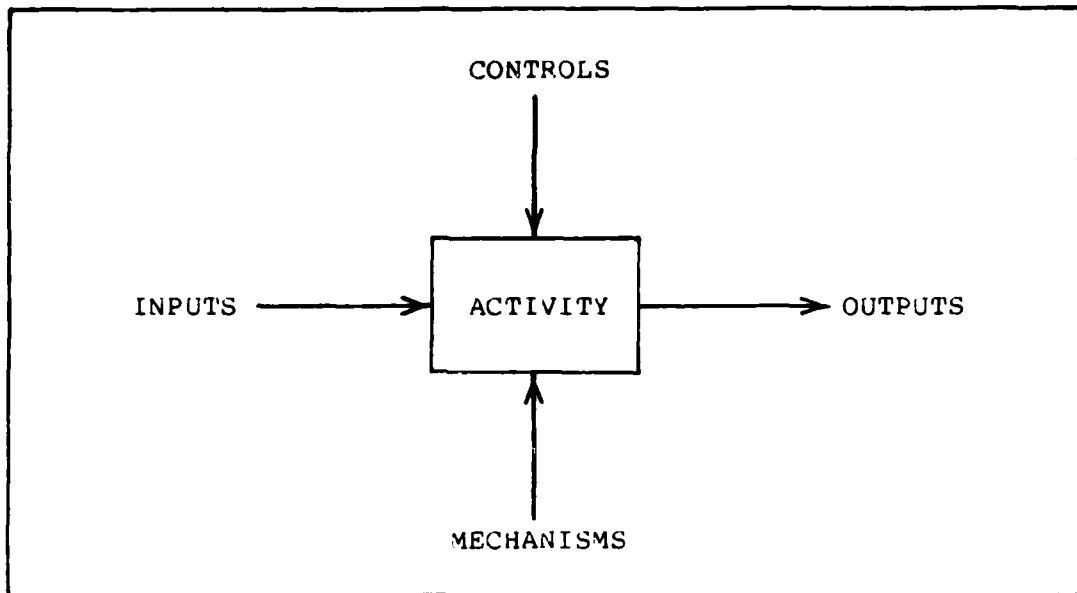 CONTROLS
INPUTS
ACTIVITY
OUTPUTS
MECHANISMS